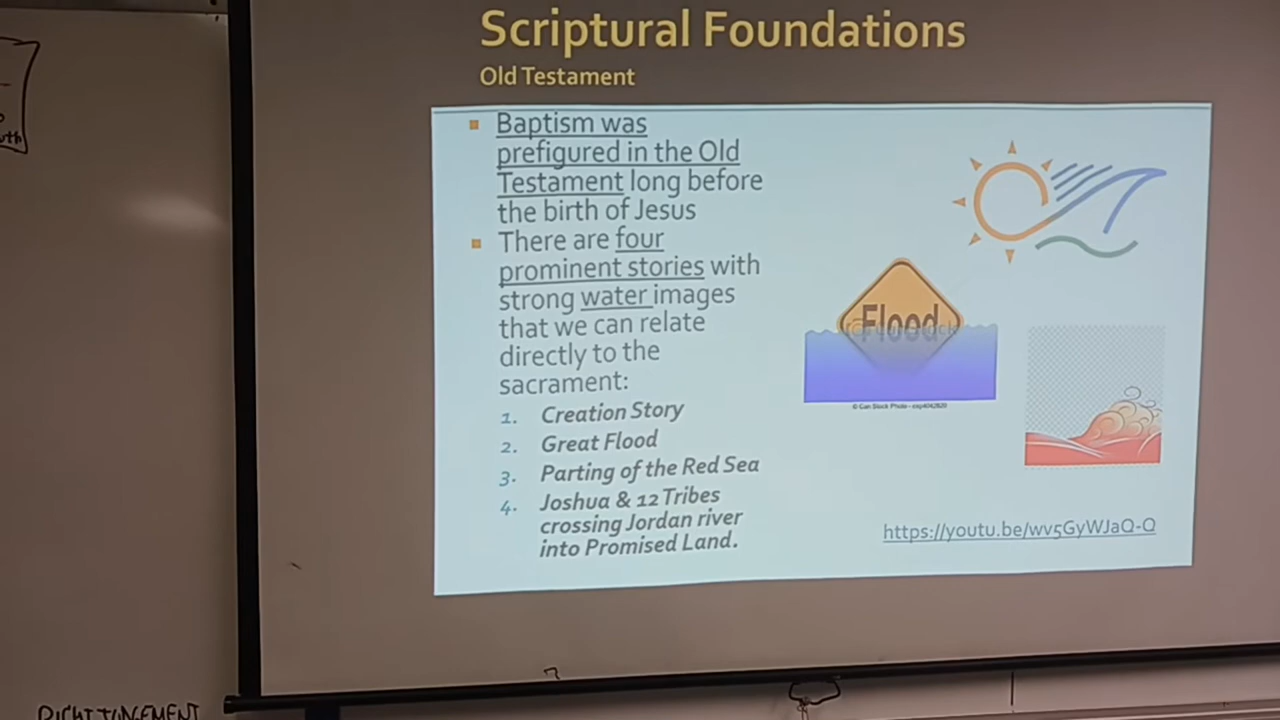 Scriptural Foundations
Old Testament
Baptism was
prefigured in the Old
Testament long before
the birth of Jesus
There are four
prominent stories with
strong water images
that we can relate
directly to the
sacrament:
1. Creation Story
2. Great Flood
3. Parting of the Red Sea
4. Joshua & 12 Tribes
crossing Jordan river
into Promised Land.
Flood
© Can Stock Photo
https://youtu.be/wv5GyWJaQ-Q